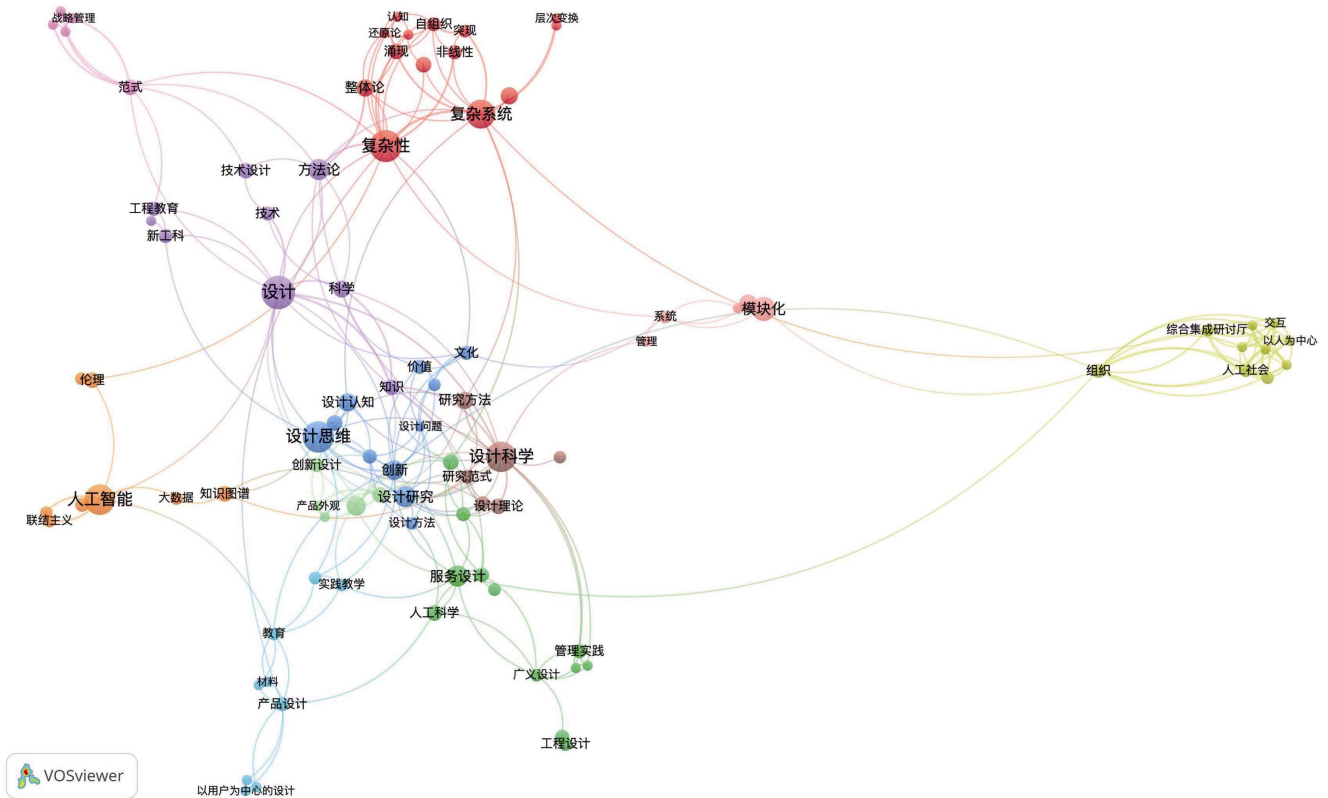 战略管理
认知
自组织
层次变换
还原论
突现
涌现
非线性
范式
整体论
复杂系统
复杂性
技术设计
方法论
工程教育
技术
新工科
设计
科学
系统
模块化
综合集成研讨厅
交互
管理
以人为中心
文化
价值
组织
人工社会
伦理
知识
设计认知
研究方法
设计问题
设计思维
设计科学
创新设计
创新
研究范式
人工智能
大数据
知识图谱
产品外观
设计研究
设计理论
联结主义
设计方法
实践教学
服务设计
人工科学
教育
管理实践
广义设计
材料
产品设计
工程设计
VOSviewer
以用户为中心的设计